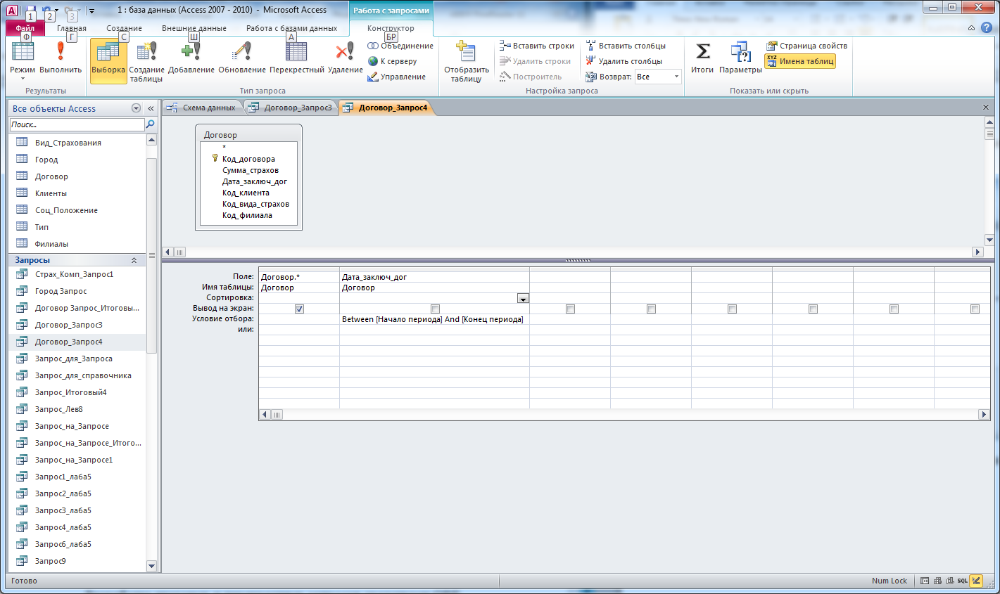 1 : база данных (Access 2007 - 2010) - Microsoft Access
Работа с запросами
1 2 3
Файл Главная Создание Внешние данные Работа с базами данных Конструктор
Ф Г С Ш А БР
Режим
Выполнить
Результаты
Выборка
Создание таблицы
Добавление
Обновление
Перекрестный
Удаление
Объединение
К серверу
Управление
Тип запроса
Отобразить таблицу
Вставить строки
Удалить строки
Построитель
Вставить столбцы
Удалить столбцы
Возврат: Все
Настройка запроса
Итоги
Параметры
Страница свойств
Имена таблиц
Показать или скрыть
Все объекты Access
Поиск...
Вид_Страхования
Город
Договор
Клиенты
Соц_Положение
Тип
Филиалы
Запросы
Страх_Комп_Запрос1
Город Запрос
Договор Запрос_Итоговы...
Договор_Запрос3
Договор_Запрос4
Запрос_для_Запроса
Запрос_для_справочника
Запрос_Итоговый4
Запрос_Лев8
Запрос_на_Запросе
Запрос_на_Запросе_Итого...
Запрос_на_Запросе1
Запрос1_лаба5
Запрос2_лаба5
Запрос3_лаба5
Запрос4_лаба5
Запрос6_лаба5
Запрос9
Схема данных Договор_Запрос3 Договор_Запрос4
Договор
*
Код_договора
Сумма_страхов
Дата_заключ_дог
Код_клиента
Код_вида_страхов
Код_филиала
Поле: Договор.* Дата_заключ_дог
Имя таблицы: Договор Договор
Сортировка:
Вывод на экран:
Условие отбора: Between [Начало периода] And [Конец периода]
или:
Готово
Num Lock
SQL